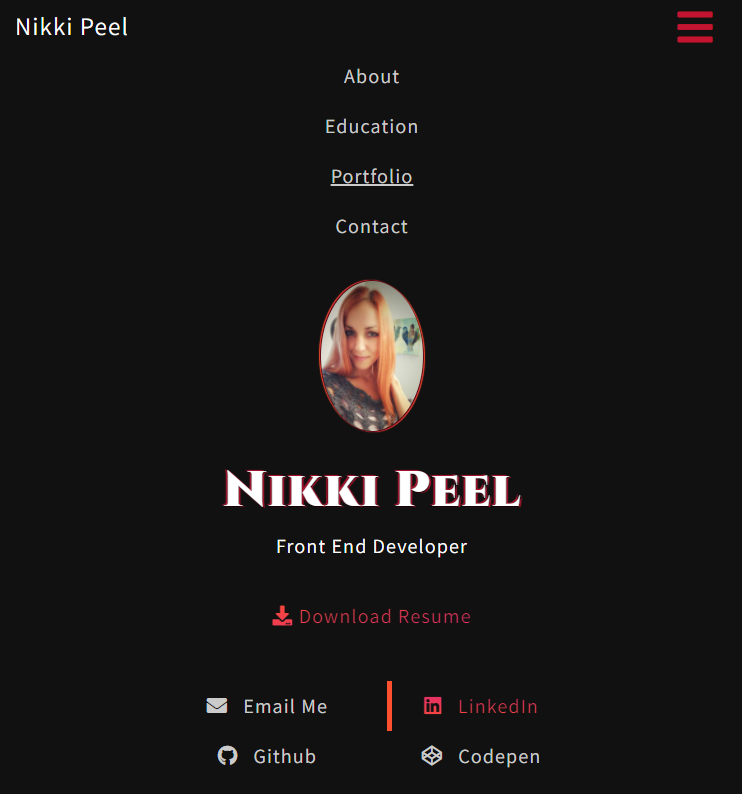 Nikki Peel
About
Education
Portfolio
Contact
Nikki Peel
Front End Developer
Download Resume
Email Me LinkedIn
Github Codepen